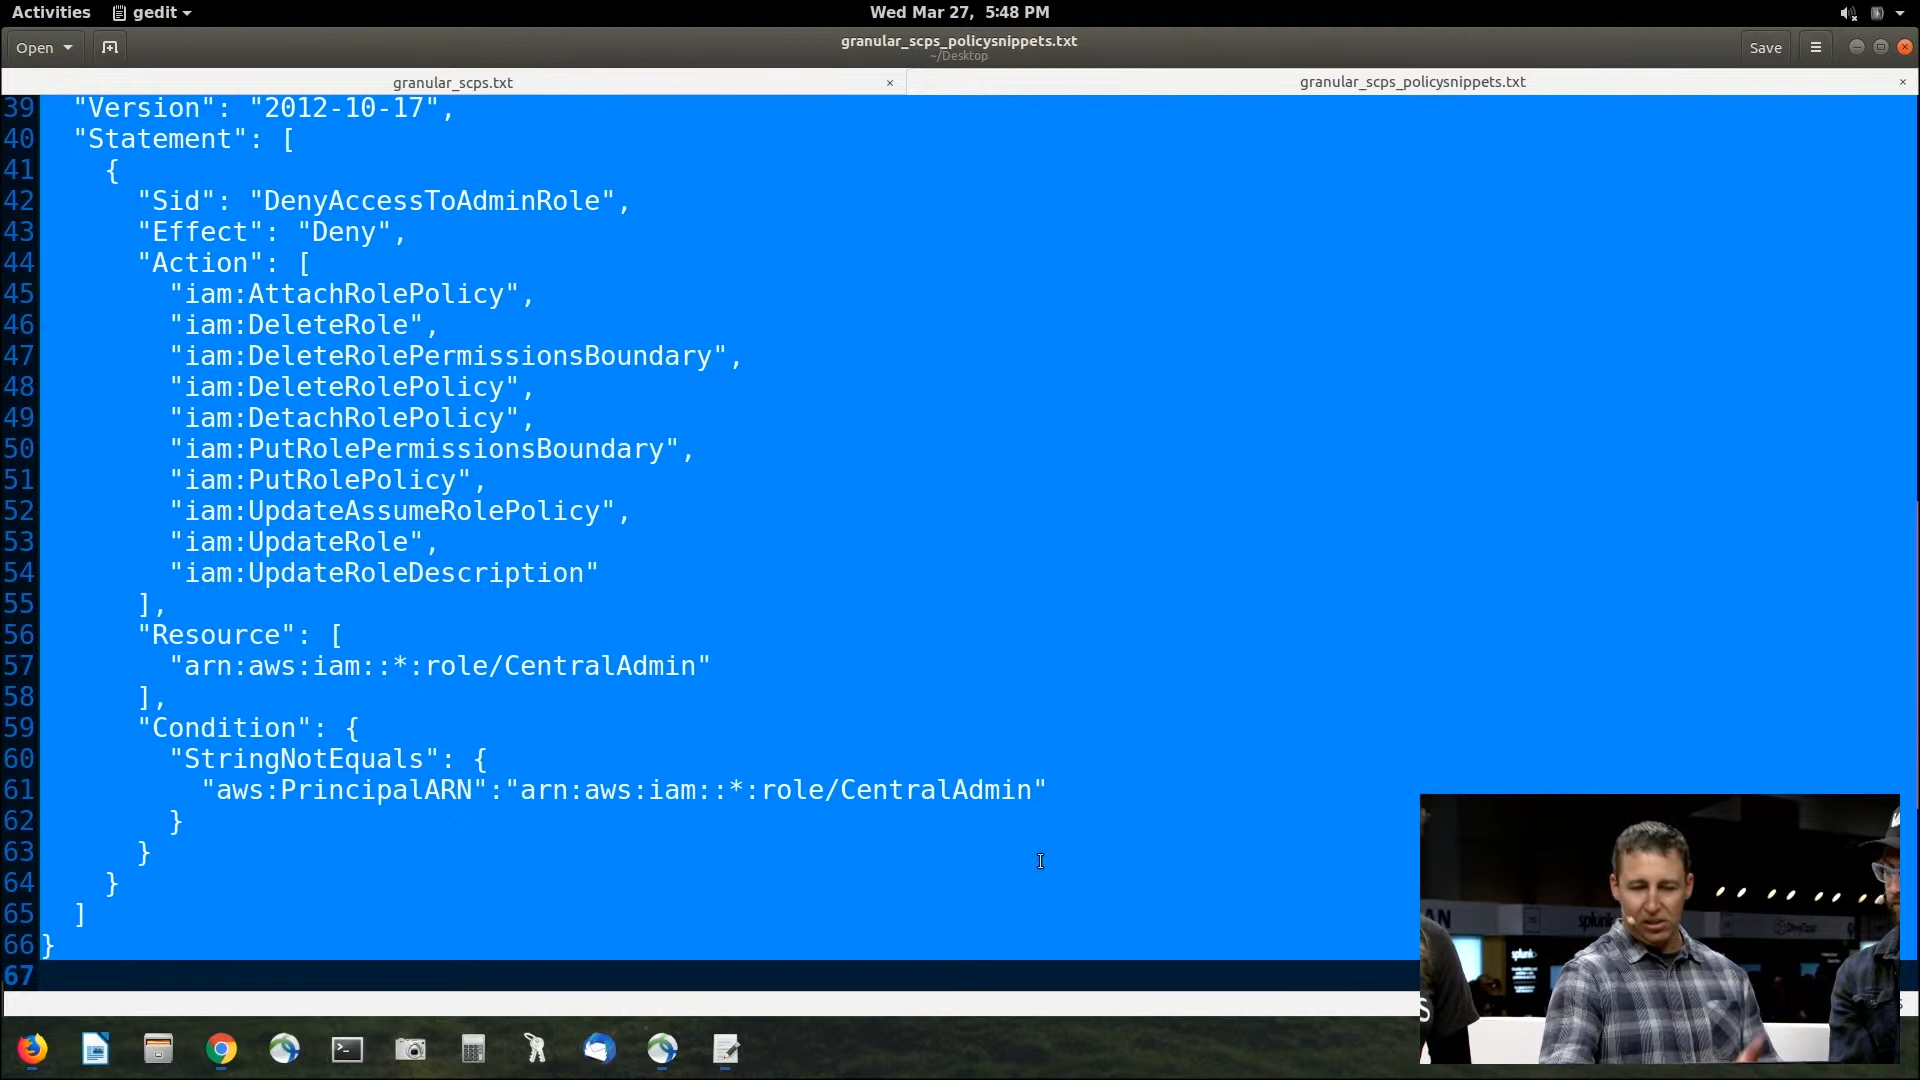 Activities gedit Wed Mar 27, 5:48 PM
Open granular_scps_policysnippets.txt Save
~/Desktop
granular_scps.txt × granular_scps_policysnippets.txt ×
39 "Version": "2012-10-17",
40 "Statement": [
41 {
42 "Sid": "DenyAccessToAdminRole",
43 "Effect": "Deny",
44 "Action": [
45 "iam:AttachRolePolicy",
46 "iam:DeleteRole",
47 "iam:DeleteRolePermissionsBoundary",
48 "iam:DeleteRolePolicy",
49 "iam:DetachRolePolicy",
50 "iam:PutRolePermissionsBoundary",
51 "iam:PutRolePolicy",
52 "iam:UpdateAssumeRolePolicy",
53 "iam:UpdateRole",
54 "iam:UpdateRoleDescription"
55 ],
56 "Resource": [
57 "arn:aws:iam::*:role/CentralAdmin"
58 ],
59 "Condition": {
60 "StringNotEquals": {
61 "aws:PrincipalARN":"arn:aws:iam::*:role/CentralAdmin"
62 }
63 }
64 }
65 ]
66 }
67
splunk
splunk